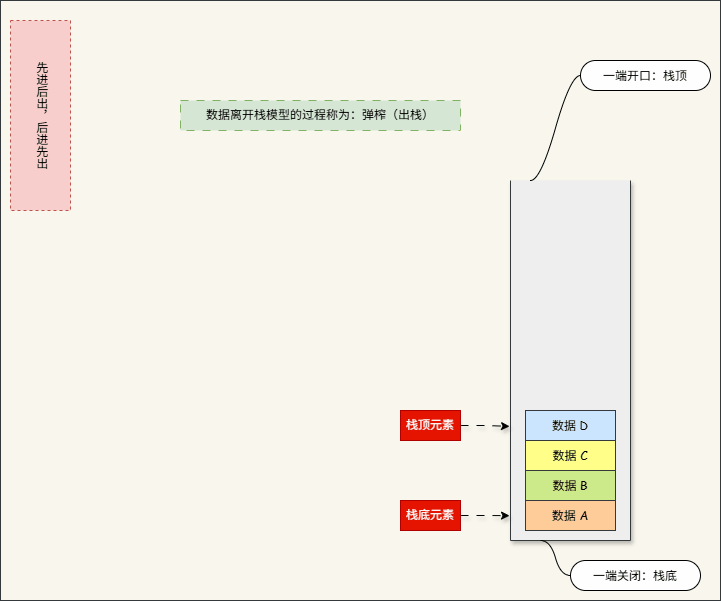 先进后出，后进先出
一端开口：栈顶
数据离开栈模型的过程称为：弹榨（出栈）
栈顶元素
数据 D
数据 C
数据 B
栈底元素
数据 A
一端关闭：栈底